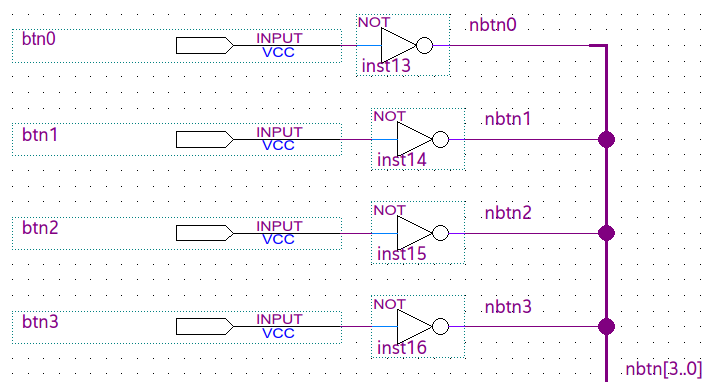 NOT
btn0 INPUT nbtn0
VCC
inst13
NOT
btn1 INPUT nbtn1
VCC
inst14
NOT
btn2 INPUT nbtn2
VCC
inst15
NOT
btn3 INPUT nbtn3
VCC
inst16
nbtn[3..0]